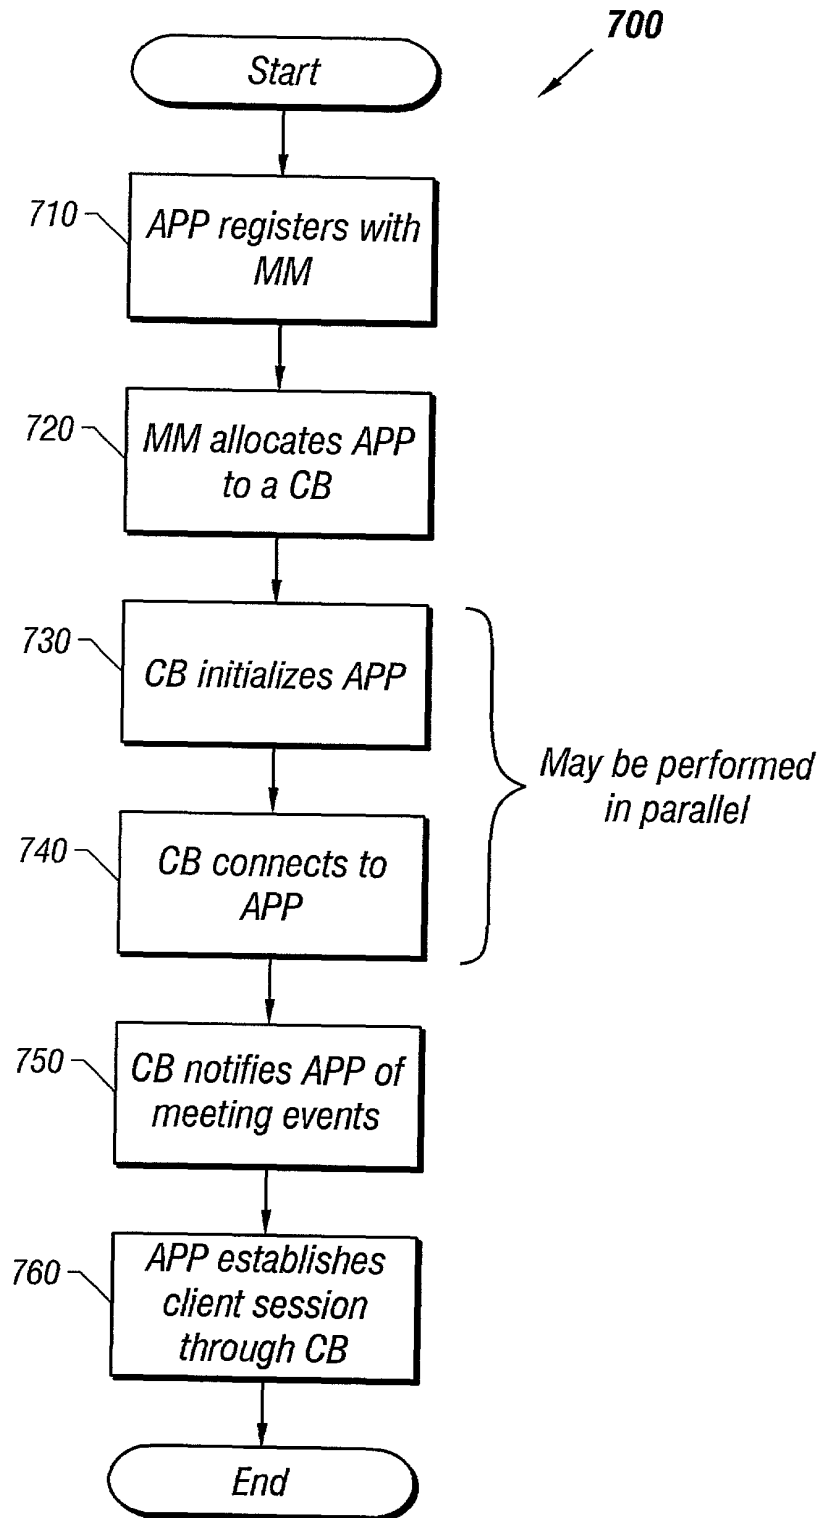 700
Start
710
APP registers with
MM
720
MM allocates APP
to a CB
730
CB initializes APP
May be performed
in parallel
740
CB connects to
APP
750
CB notifies APP of
meeting events
760
APP establishes
client session
through CB
End